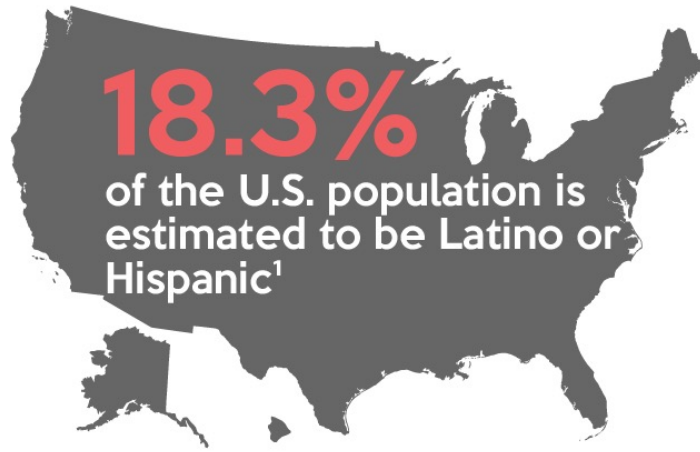 18.3%
of the U.S. population is
estimated to be Latino or
Hispanic¹